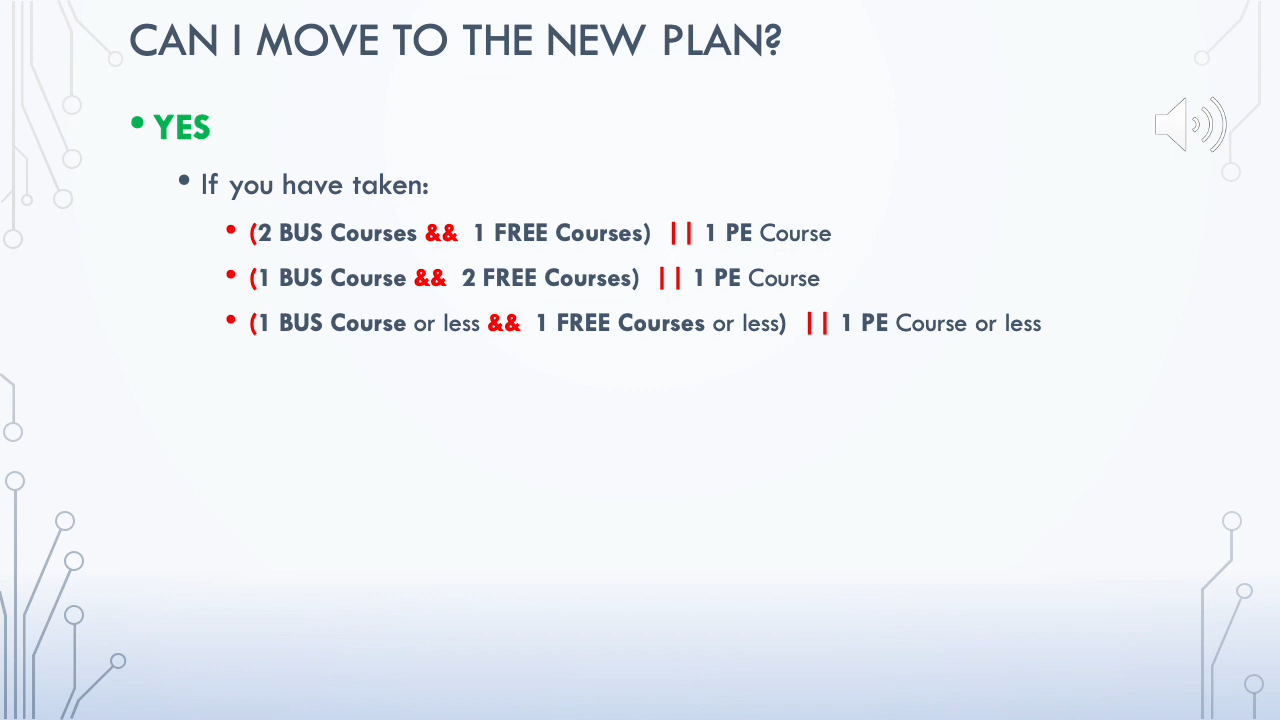 CAN I MOVE TO THE NEW PLAN?
• YES
• If you have taken:
• (2 BUS Courses && 1 FREE Courses) || 1 PE Course
• (1 BUS Course && 2 FREE Courses) || 1 PE Course
• (1 BUS Course or less && 1 FREE Courses or less) || 1 PE Course or less